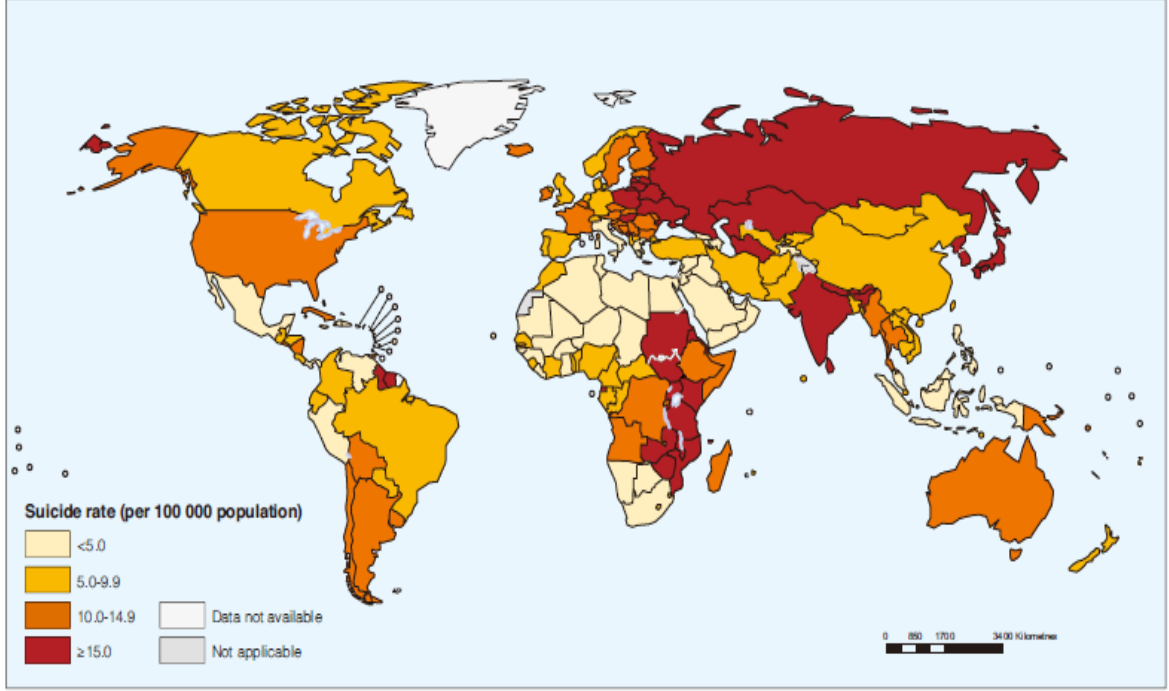 Suicide rate (per 100 000 population)
<5.0
5.0-9.9
10.0-14.9
≥15.0
Data not available
Not applicable
0 850 1700 3400 Kilometres